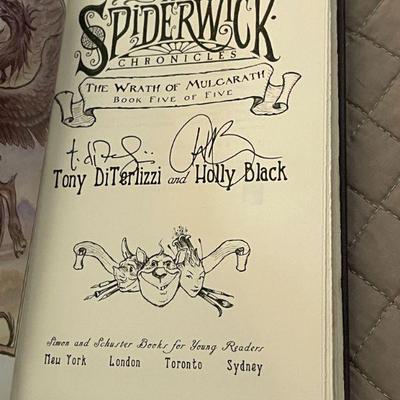 SPIDERWICK
CHRONICLES
THE WRATH OF MULGARATH
BOOK FIVE OF FIVE
Tony DiTerlizzi and Holly Black
Simon and Schuster Books for Young Readers
New York London Toronto Sydney